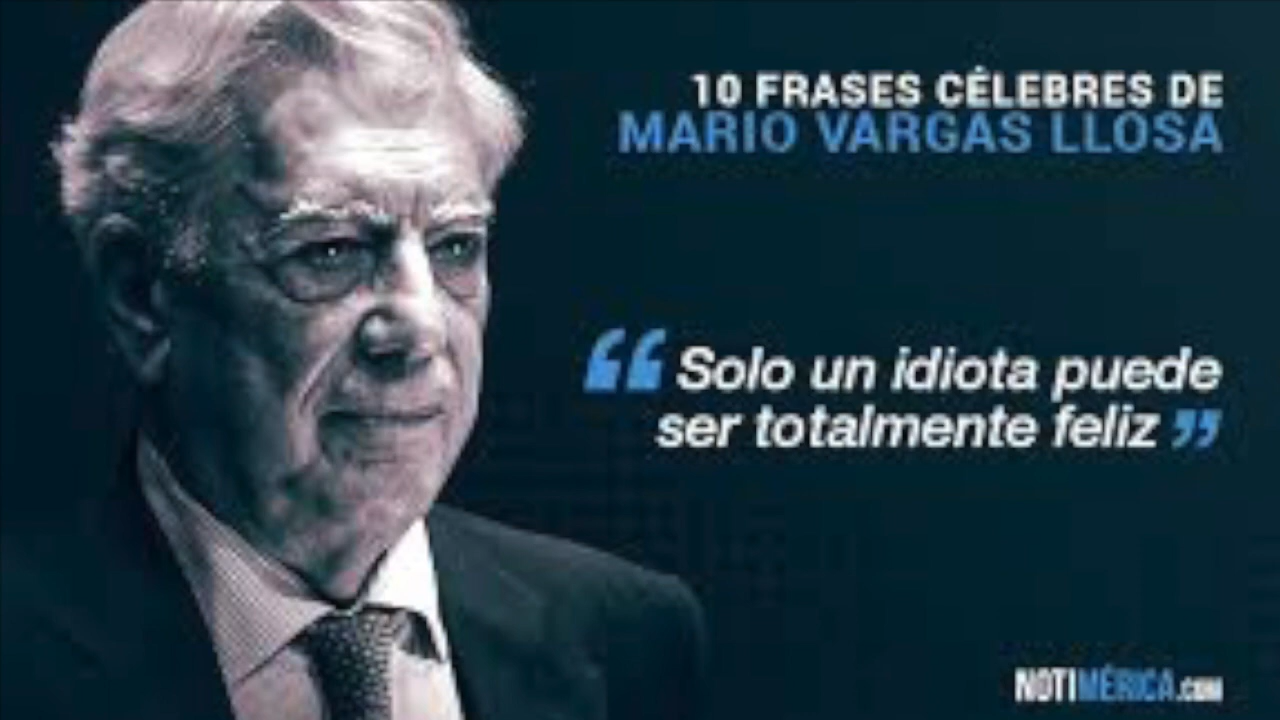 10 FRASES CÉLEBRES DE
MARIO VARGAS LLOSA
“ Solo un idiota puede
ser totalmente feliz ”
NOTIMÉRICA.COM